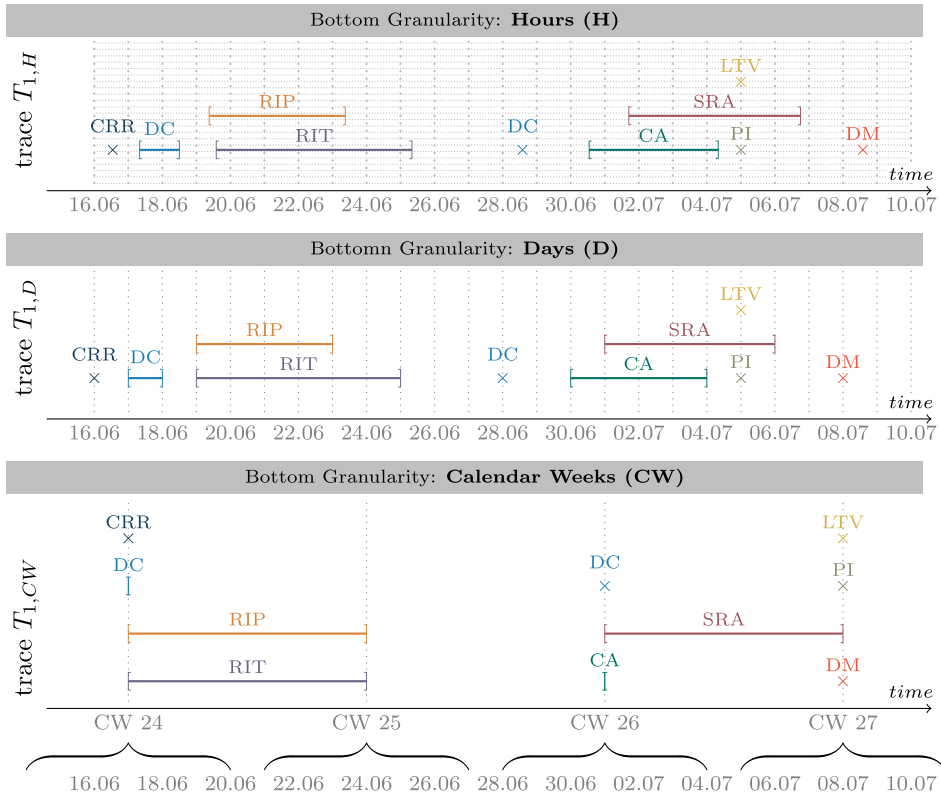 Bottom Granularity: Hours (H)
trace T1,H
LTV
RIP
SRA
CRR DC RIT DC CA PI DM
time
16.06 18.06 20.06 22.06 24.06 26.06 28.06 30.06 02.07 04.07 06.07 08.07 10.07
Bottomn Granularity: Days (D)
trace T1,D
LTV
RIP SRA
CRR DC RIT DC CA PI DM
time
16.06 18.06 20.06 22.06 24.06 26.06 28.06 30.06 02.07 04.07 06.07 08.07 10.07
Bottom Granularity: Calendar Weeks (CW)
trace T1,CW
CRR LTV
DC DC PI
RIP SRA
RIT CA DM
time
CW 24 CW 25 CW 26 CW 27
16.06 18.06 20.06 22.06 24.06 26.06 28.06 30.06 02.07 04.07 06.07 08.07 10.07